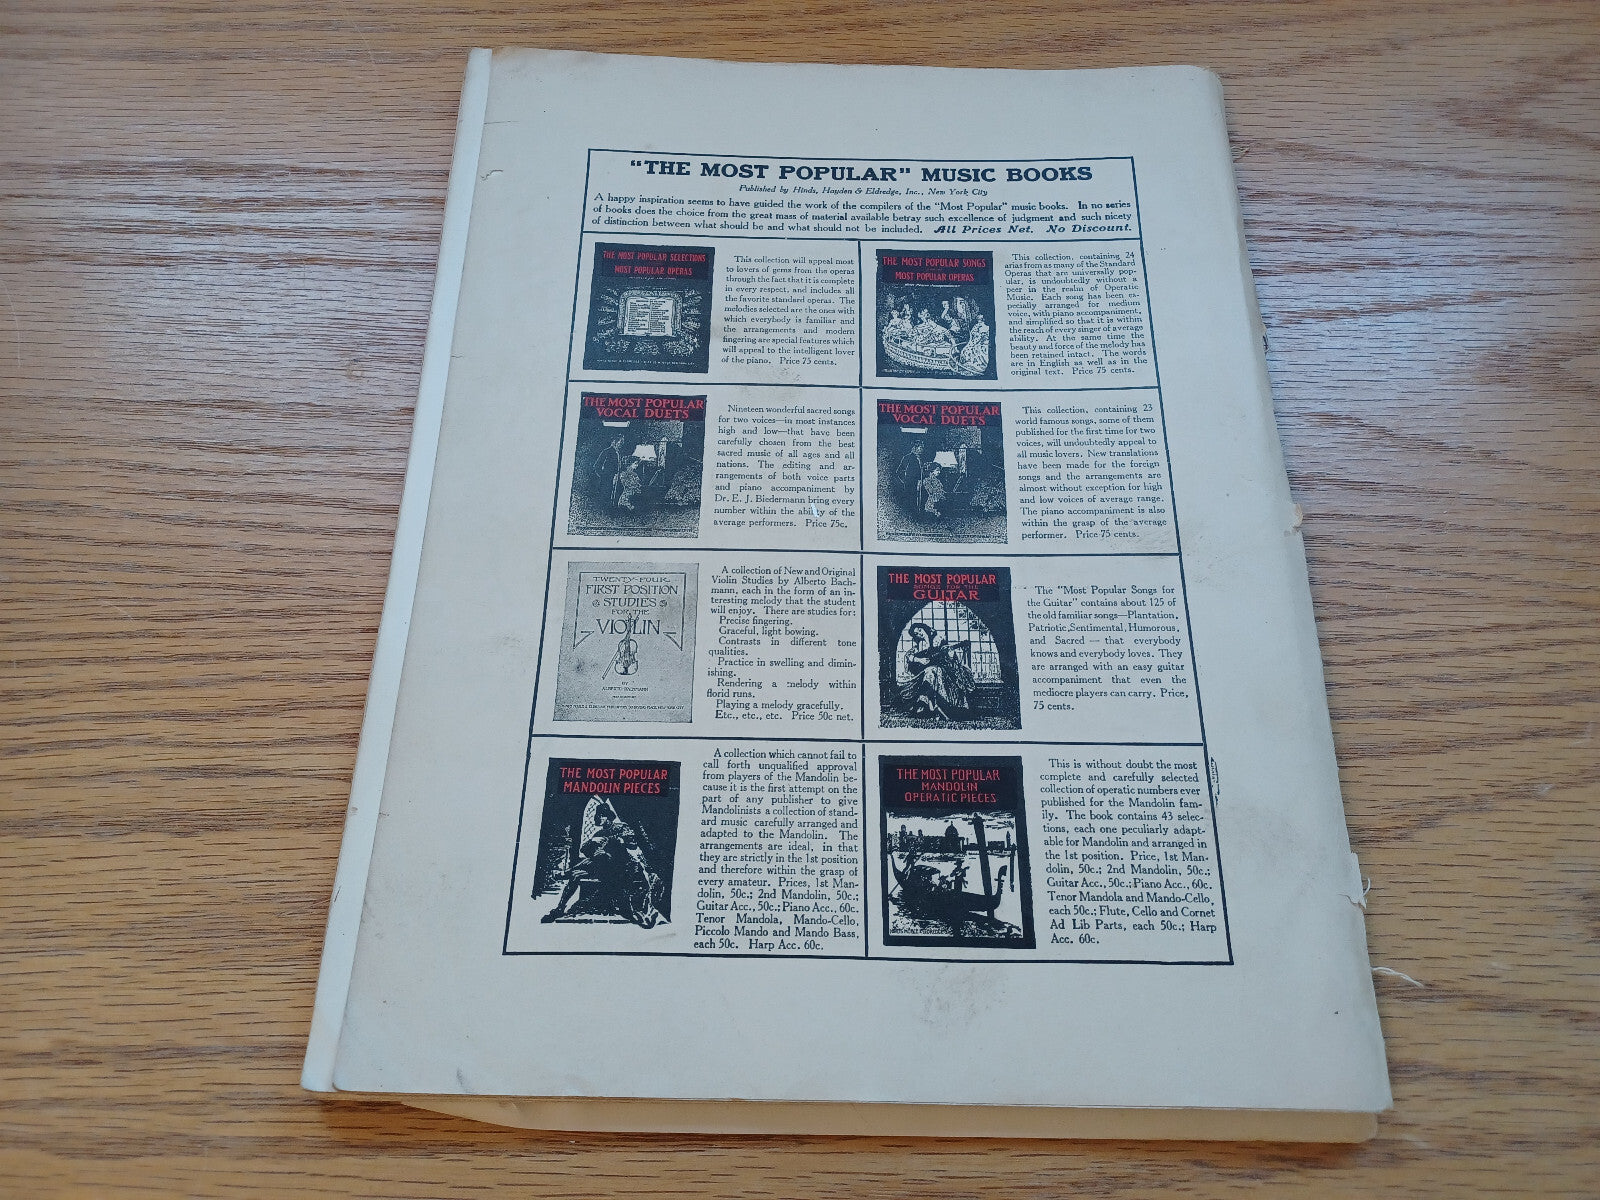 "THE MOST POPULAR" MUSIC BOOKS
Published by Hinds, Hayden & Eldredge, Inc., New York City
A happy inspiration seems to have guided the work of the compilers of the "Most Popular" music books. In no series
of books does the choice from the great mass of material available betray such excellence of judgment and such nicety
of distinction between what should be and what should not be included. All Prices Net. No Discount.
THE MOST POPULAR SELECTIONS
MOST POPULAR OPERAS
This collection will appeal most
to lovers of gems from the operas
through the fact that it is complete
in every respect, and includes all
the favorite standard operas. The
melodies selected are the ones with
which everybody is familiar and
the arrangements and modern
fingering are special features which
will appeal to the intelligent lover
of the piano. Price 75 cents.
THE MOST POPULAR SONGS
MOST POPULAR OPERAS
This collection, containing 24
arias from as many of the Standard
Operas that are universally pop-
ular, is undoubtedly without a
peer in the realm of Operatic
Music. Each song has been es-
pecially arranged for medium
voice, with piano accompaniment,
and simplified so that it is within
the reach of every singer of average
ability. At the same time the
beauty and force of the melody has
been retained intact. The words
are in English as well as in the
original text. Price 75 cents.
THE MOST POPULAR
VOCAL DUETS
Nineteen wonderful sacred songs
for two voices—in most instances
high and low—that have been
carefully chosen from the best
sacred music of all ages and all
nations. The editing and ar-
rangements of both voice parts
and piano accompaniment by
Dr. E. J. Biedermann bring every
number within the ability of the
average performers. Price 75c.
THE MOST POPULAR
VOCAL DUETS
This collection, containing 23
world famous songs, some of them
published for the first time for two
voices, will undoubtedly appeal to
all music lovers. New translations
have been made for the foreign
songs and the arrangements are
almost without exception for high
and low voices of average range.
The piano accompaniment is also
within the grasp of the average
performer. Price 75 cents.
TWENTY-FOUR
FIRST POSITION
STUDIES
FOR THE
VIOLIN
BY
ALBERTO BACHMANN
A collection of New and Original
Violin Studies by Alberto Bach-
mann, each in the form of an in-
teresting melody that the student
will enjoy. There are studies for:
Precise fingering.
Graceful, light bowing.
Contrasts in different tone
qualities.
Practice in swelling and dimin-
ishing.
Rendering a melody within
florid runs.
Playing a melody gracefully.
Etc., etc., etc. Price 50c net.
THE MOST POPULAR
SONGS FOR THE
GUITAR
The "Most Popular Songs for
the Guitar" contains about 125 of
the old familiar songs—Plantation,
Patriotic, Sentimental, Humorous,
and Sacred — that everybody
knows and everybody loves. They
are arranged with an easy guitar
accompaniment that even the
mediocre players can carry. Price,
75 cents.
THE MOST POPULAR
MANDOLIN PIECES
A collection which cannot fail to
call forth unqualified approval
from players of the Mandolin be-
cause it is the first attempt on the
part of any publisher to give
Mandolinists a collection of stand-
ard music carefully arranged and
adapted to the Mandolin. The
arrangements are ideal, in that
they are strictly in the 1st position
and therefore within the grasp of
every amateur. Prices, 1st Man-
dolin, 50c.; 2nd Mandolin, 50c.;
Guitar Acc., 50c.; Piano Acc., 60c.
Tenor Mandola, Mando-Cello,
Piccolo Mando and Mando Bass,
each 50c. Harp Acc. 60c.
THE MOST POPULAR
MANDOLIN
OPERATIC PIECES
This is without doubt the most
complete and carefully selected
collection of operatic numbers ever
published for the Mandolin fam-
ily. The book contains 43 selec-
tions, each one peculiarly adapt-
able for Mandolin and arranged in
the 1st position. Price, 1st Man-
dolin, 50c.; 2nd Mandolin, 50c.;
Guitar Acc., 50c.; Piano Acc., 60c.
Tenor Mandola and Mando-Cello,
each 50c.; Flute, Cello and Cornet
Ad Lib Parts, each 50c.; Harp
Acc. 60c.